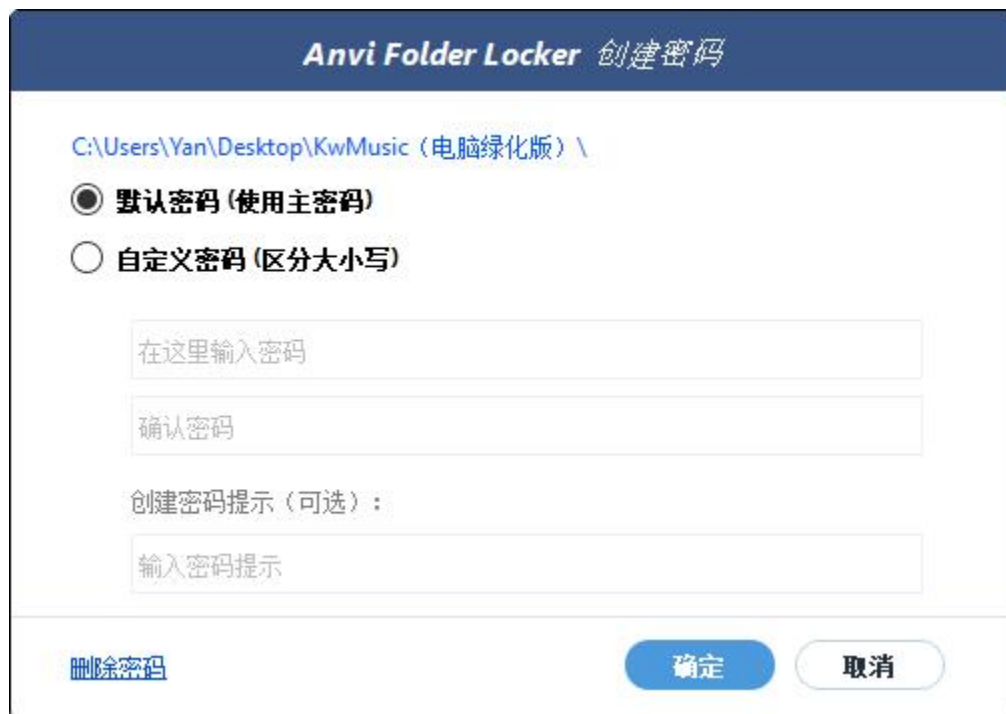 Anvi Folder Locker 创建密码
C:\Users\Yan\Desktop\KwMusic（电脑绿化版）\
默认密码(使用主密码)
自定义密码(区分大小写)
在这里输入密码
确认密码
创建密码提示（可选）:
输入密码提示
删除密码 确定 取消